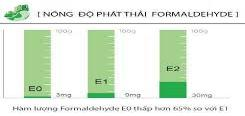 [ NỒNG ĐỘ PHÁT THẢI FORMALDEHYDE ]
100g 100g 100g
E0 E1 E2
3mg 9mg 30mg
Hàm lượng Formaldehyde E0 thấp hơn 65% so với E1